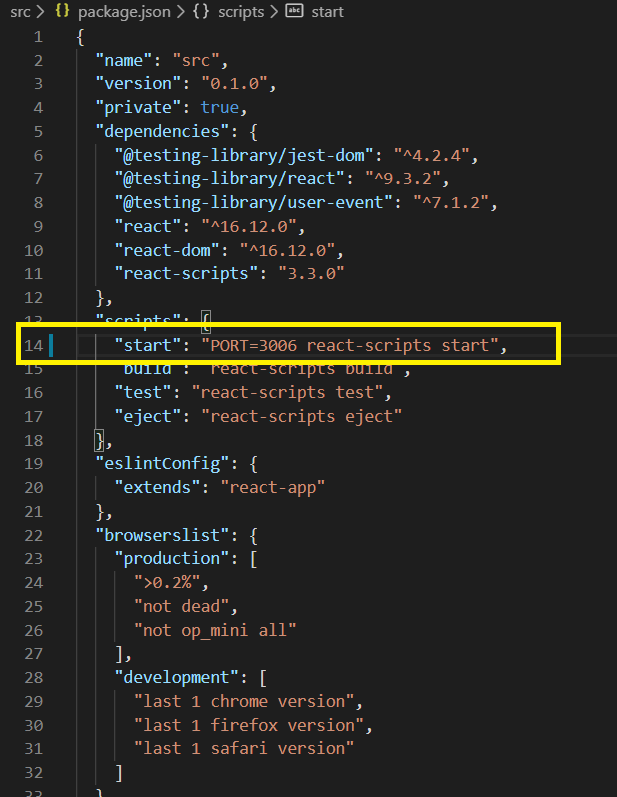 src > {} package.json > {} scripts > abc start
1 {
2 "name": "src",
3 "version": "0.1.0",
4 "private": true,
5 "dependencies": {
6 "@testing-library/jest-dom": "^4.2.4",
7 "@testing-library/react": "^9.3.2",
8 "@testing-library/user-event": "^7.1.2",
9 "react": "^16.12.0",
10 "react-dom": "^16.12.0",
11 "react-scripts": "3.3.0"
12 },
13 "scripts": {
14 "start": "PORT=3006 react-scripts start",
15 "build": "react-scripts build",
16 "test": "react-scripts test",
17 "eject": "react-scripts eject"
18 },
19 "eslintConfig": {
20 "extends": "react-app"
21 },
22 "browserslist": {
23 "production": [
24 ">0.2%",
25 "not dead",
26 "not op_mini all"
27 ],
28 "development": [
29 "last 1 chrome version",
30 "last 1 firefox version",
31 "last 1 safari version"
32 ]
33 }